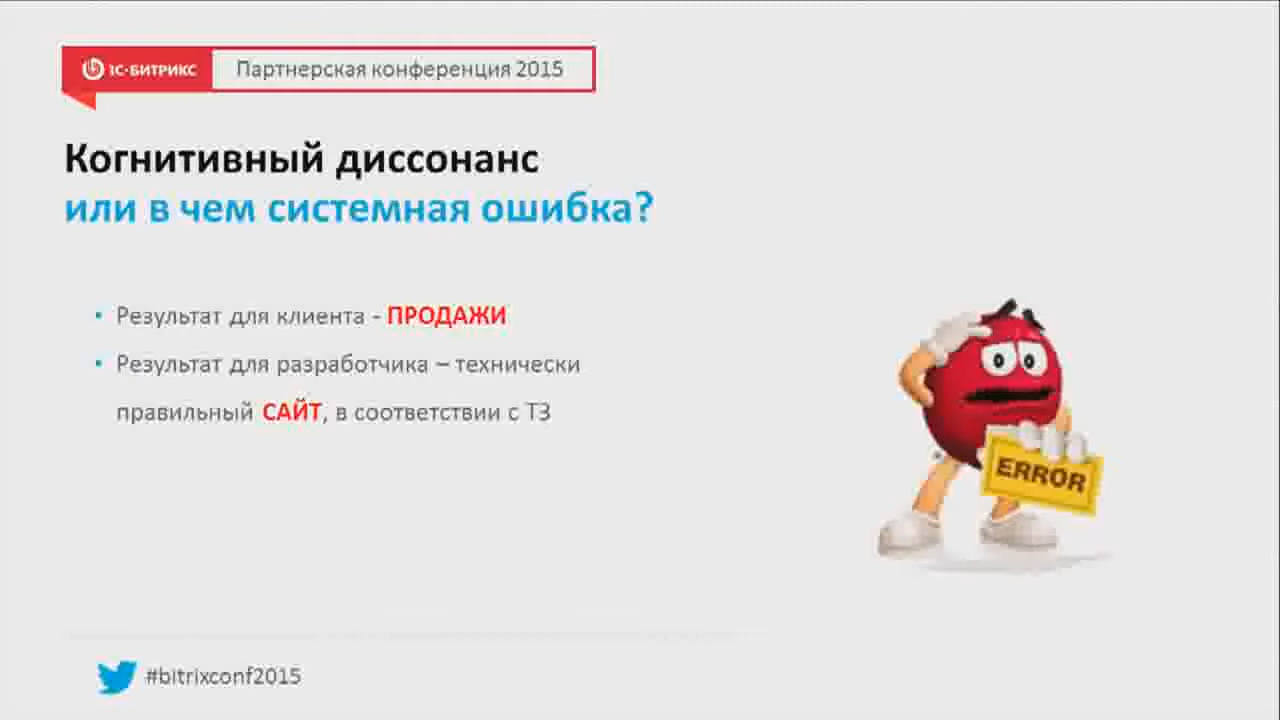 1С-БИТРИКС Партнерская конференция 2015
Когнитивный диссонанс
или в чем системная ошибка?
• Результат для клиента - ПРОДАЖИ
• Результат для разработчика – технически
правильный САЙТ, в соответствии с ТЗ
ERROR
#bitrixconf2015